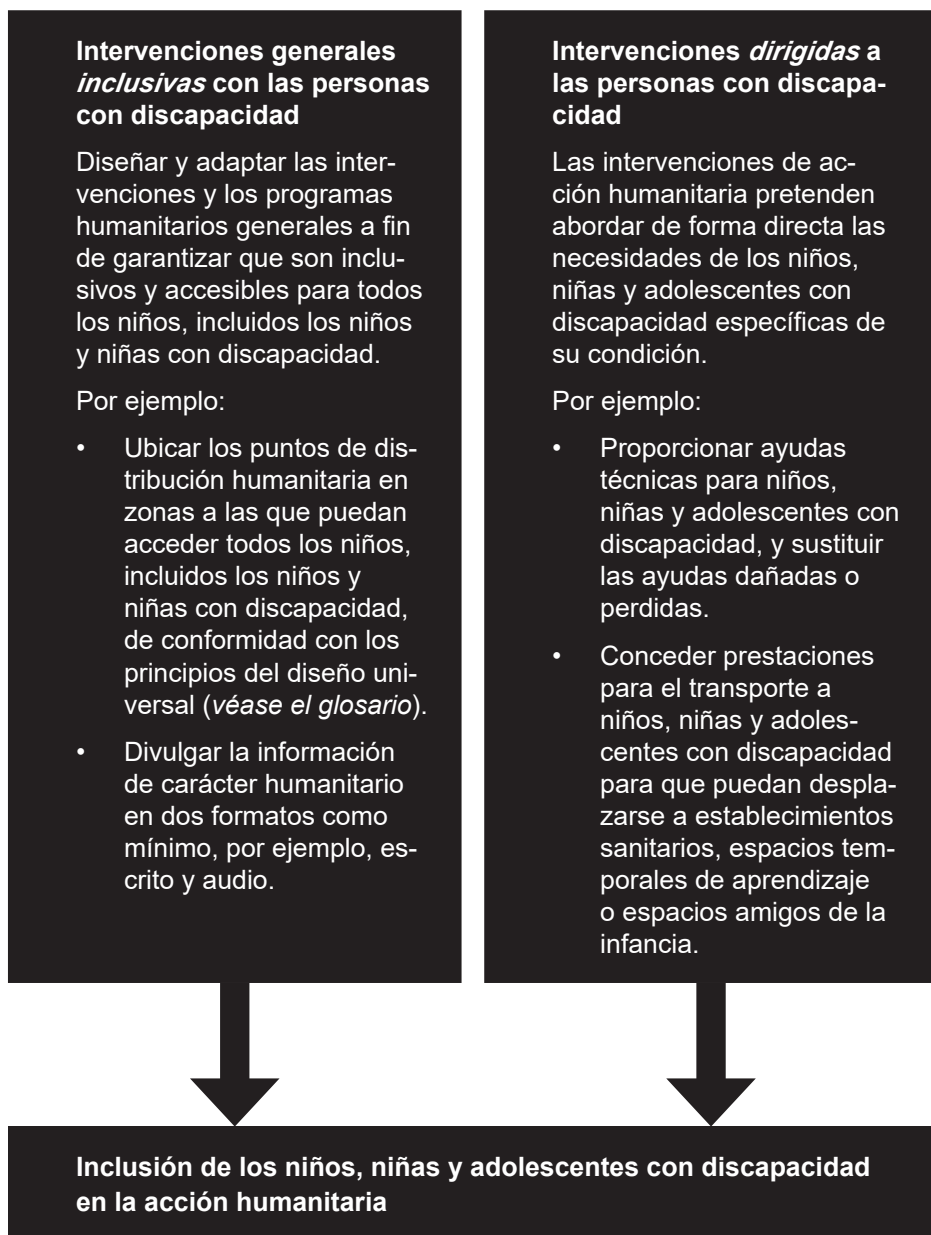 Intervenciones generales
inclusivas con las personas
con discapacidad
Diseñar y adaptar las inter-
venciones y los programas
humanitarios generales a fin
de garantizar que son inclu-
sivos y accesibles para todos
los niños, incluidos los niños
y niñas con discapacidad.
Por ejemplo:
• Ubicar los puntos de dis-
tribución humanitaria en
zonas a las que puedan
acceder todos los niños,
incluidos los niños y
niñas con discapacidad,
de conformidad con los
principios del diseño uni-
versal (véase el glosario).
• Divulgar la información
de carácter humanitario
en dos formatos como
mínimo, por ejemplo, es-
crito y audio.
Intervenciones dirigidas a
las personas con discapa-
cidad
Las intervenciones de ac-
ción humanitaria pretenden
abordar de forma directa las
necesidades de los niños,
niñas y adolescentes con
discapacidad específicas de
su condición.
Por ejemplo:
• Proporcionar ayudas
técnicas para niños,
niñas y adolescentes con
discapacidad, y sustituir
las ayudas dañadas o
perdidas.
• Conceder prestaciones
para el transporte a
niños, niñas y adoles-
centes con discapacidad
para que puedan despla-
zarse a establecimientos
sanitarios, espacios tem-
porales de aprendizaje
o espacios amigos de la
infancia.
Inclusión de los niños, niñas y adolescentes con discapacidad
en la acción humanitaria